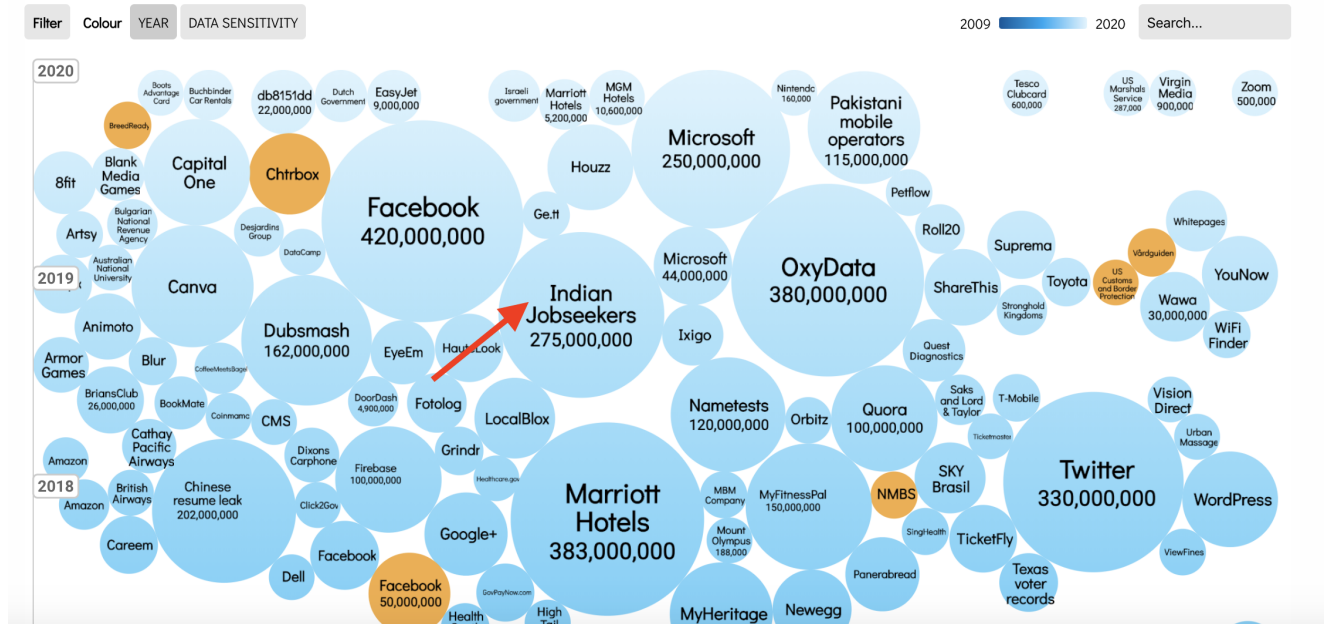 Filter
Colour
YEAR
DATA SENSITIVITY
2009
2020
Search...
2020
Boots
Advantage
Card
Buchbinder
Car Rentals
db8151dd
22,000,000
Dutch
Government
EasyJet
9,000,000
Israeli
government
Marriott
Hotels
5,200,000
MGM
Hotels
10,600,000
Microsoft
250,000,000
Nintendo
160,000
Pakistani
mobile
operators
115,000,000
Tesco
Clubcard
600,000
US
Marshals
Service
287,000
Virgin
Media
900,000
Zoom
500,000
BreedReady
8fit
Blank
Media
Games
Capital
One
Chtrbox
Facebook
420,000,000
Houzz
Ge.tt
Petflow
Roll20
Whitepages
Artsy
Bulgarian
National
Revenue
Agency
Desjardins
Group
DataCamp
Australian
National
University
2019
Canva
Indian
Jobseekers
275,000,000
Microsoft
44,000,000
OxyData
380,000,000
ShareThis
Suprema
Toyota
Stronghold
Kingdoms
US
Customs
and Border
Protection
Vårdguiden
Wawa
30,000,000
YouNow
WiFi
Finder
Animoto
Dubsmash
162,000,000
EyeEm
HauteLook
Ixigo
Quest
Diagnostics
Armor
Games
Blur
CoffeeMeetsBagel
BriansClub
26,000,000
BookMate
Coinmama
CMS
DoorDash
4,900,000
Fotolog
LocalBlox
Nametests
120,000,000
Orbitz
Quora
100,000,000
Saks
and Lord
& Taylor
T-Mobile
Ticketmaster
Vision
Direct
Urban
Massage
Cathay
Pacific
Airways
Amazon
Dixons
Carphone
Grindr
Firebase
100,000,000
Healthcare.gov
2018
Amazon
British
Airways
Chinese
resume leak
202,000,000
Click2Gov
Marriott
Hotels
383,000,000
MBM
Company
MyFitnessPal
150,000,000
NMBS
SKY
Brasil
Twitter
330,000,000
WordPress
Careem
Google+
Mount
Olympus
188,000
SingHealth
TicketFly
ViewFines
Facebook
Dell
Facebook
50,000,000
GovPayNow.com
Panerabread
Texas
voter
records
Health
High
Tail
MyHeritage
Newegg